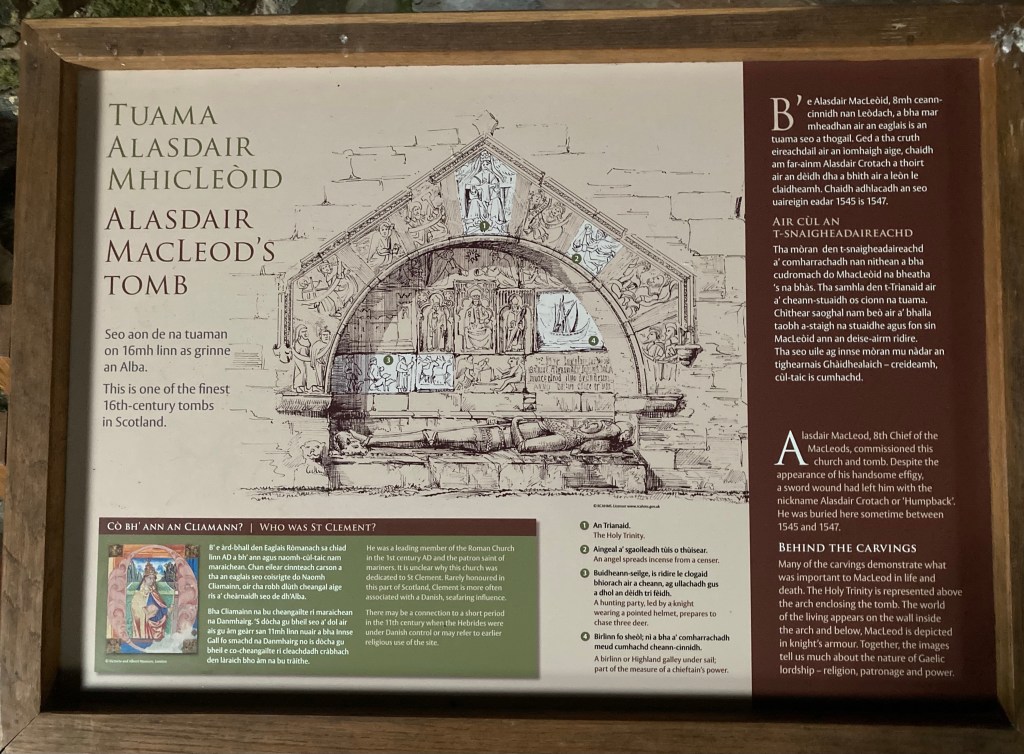 TUAMA
ALASDAIR
MHICLEÒID
ALASDAIR
MACLEOD'S
TOMB
Seo aon de na tuaman
on 16mh linn as grinne
an Alba.
This is one of the finest
16th-century tombs
in Scotland.
1
2
3
4
CÒ BH' ANN AN CLIAMANN? | WHO WAS ST CLEMENT?
B' e àrd-bhall den Eaglais Ròmanach sa chiad
linn AD a bh' ann agus naomh-cùl-taic nam
maraichean. Chan eilear cinnteach carson a
tha an eaglais seo coisrigte do Naomh
Cliamainn, oir cha robh dlùth cheangal aige
ris a' cheàrnaidh seo de dh'Alba.
Bha Cliamainn na bu cheangailte ri maraichean
na Danmhairg. 'S dòcha gu bheil seo a' dol air
ais gu àm geàrr san 11mh linn nuair a bha Innse
Gall fo smachd na Danmhairg no is dòcha gu
bheil e co-cheangailte ri cleachdadh cràbhach
den làraich bho àm na bu tràithe.
He was a leading member of the Roman Church
in the 1st century AD and the patron saint of
mariners. It is unclear why this church was
dedicated to St Clement. Rarely honoured in
this part of Scotland, Clement is more often
associated with a Danish, seafaring influence.
There may be a connection to a short period
in the 11th century when the Hebrides were
under Danish control or may refer to earlier
religious use of the site.
1 An Trianaid.
The Holy Trinity.
2 Aingeal a' sgaoileadh tùis o thùisear.
An angel spreads incense from a censer.
3 Buidheann-seilge, is ridire le clogaid
bhiorach air a cheann, ag ullachadh gus
a dhol an dèidh trì fèidh.
A hunting party, led by a knight
wearing a pointed helmet, prepares to
chase three deer.
4 Birlinn fo sheòl; ni a bha' comharrachadh
meud cumhachd cheann-cinnidh.
A birlinn or Highland galley under sail;
part of the measure of a chieftain's power.
B' e Alasdair MacLeòid, 8mh ceann-
cinnidh nan Leòdach, a bha mar
mheadhan air an eaglais is an
tuama seo a thogail. Ged a tha cruth
eireachdail air an ìomhaigh aige, chaidh
am far-ainm Alasdair Crotach a thoirt
air an dèidh dha a bhith air a leòn le
claidheamh. Chaidh adhlacadh an seo
uaireigin eadar 1545 is 1547.
AIR CÙL AN
T-SNAIGHEADAIREACHD
Tha mòran den t-snaigheadaireachd
a' comharrachadh nan nithean a bha
cudromach do MhacLeòid na bheatha
's na bhàs. Tha samhla den t-Trianaid air
a' cheann-stuaidh os cionn na tuama.
Chithear saoghal nam beò air a' bhalla
taobh a-staigh na stuaidhe agus fon sin
MacLeòid ann an deise-airm ridire.
Tha seo uile ag innse mòran mu nàdar an
tighearnais Ghàidhealaich – creideamh,
cùl-taic is cumhachd.
Alasdair MacLeod, 8th Chief of the
MacLeods, commissioned this
church and tomb. Despite the
appearance of his handsome effigy,
a sword wound had left him with the
nickname Alasdair Crotach or 'Humpback'.
He was buried here sometime between
1545 and 1547.
BEHIND THE CARVINGS
Many of the carvings demonstrate what
was important to MacLeod in life and
death. The Holy Trinity is represented above
the arch enclosing the tomb. The world
of the living appears on the wall inside
the arch and below, MacLeod is depicted
in knight's armour. Together, the images
tell us much about the nature of Gaelic
lordship – religion, patronage and power.